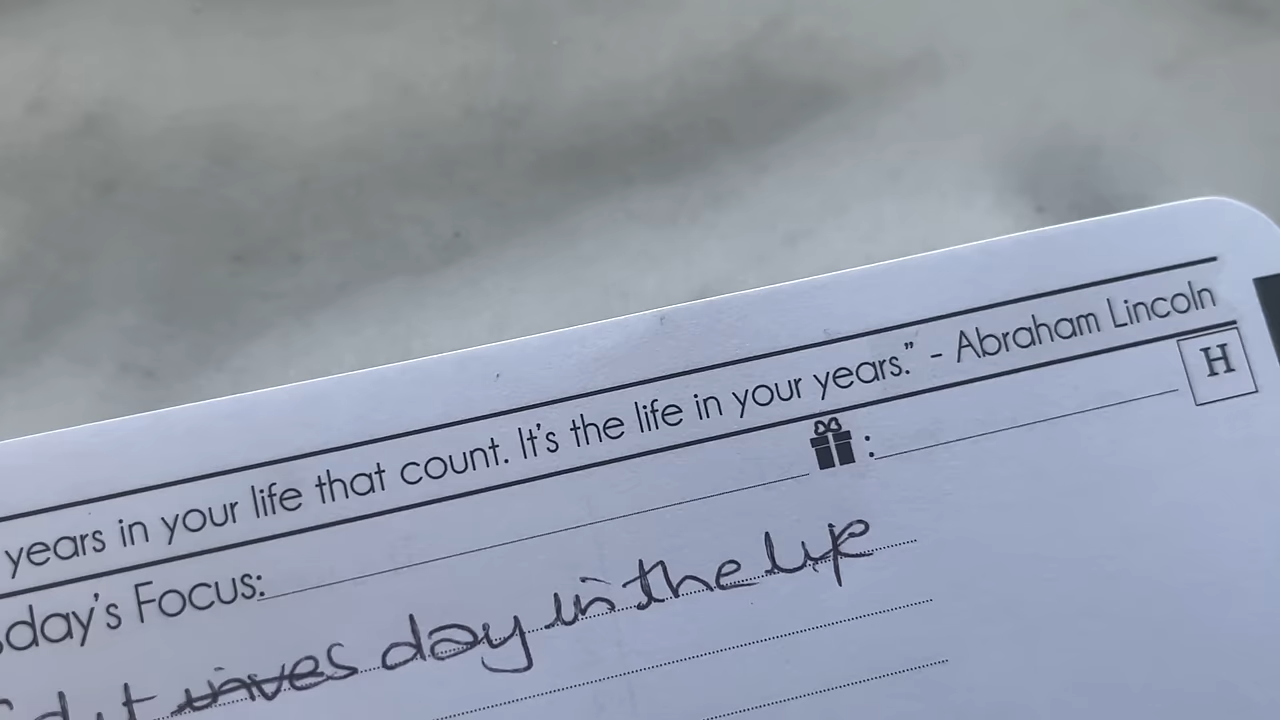 years in your life that count. It's the life in your years." - Abraham Lincoln
H
day's Focus: :
day in the life